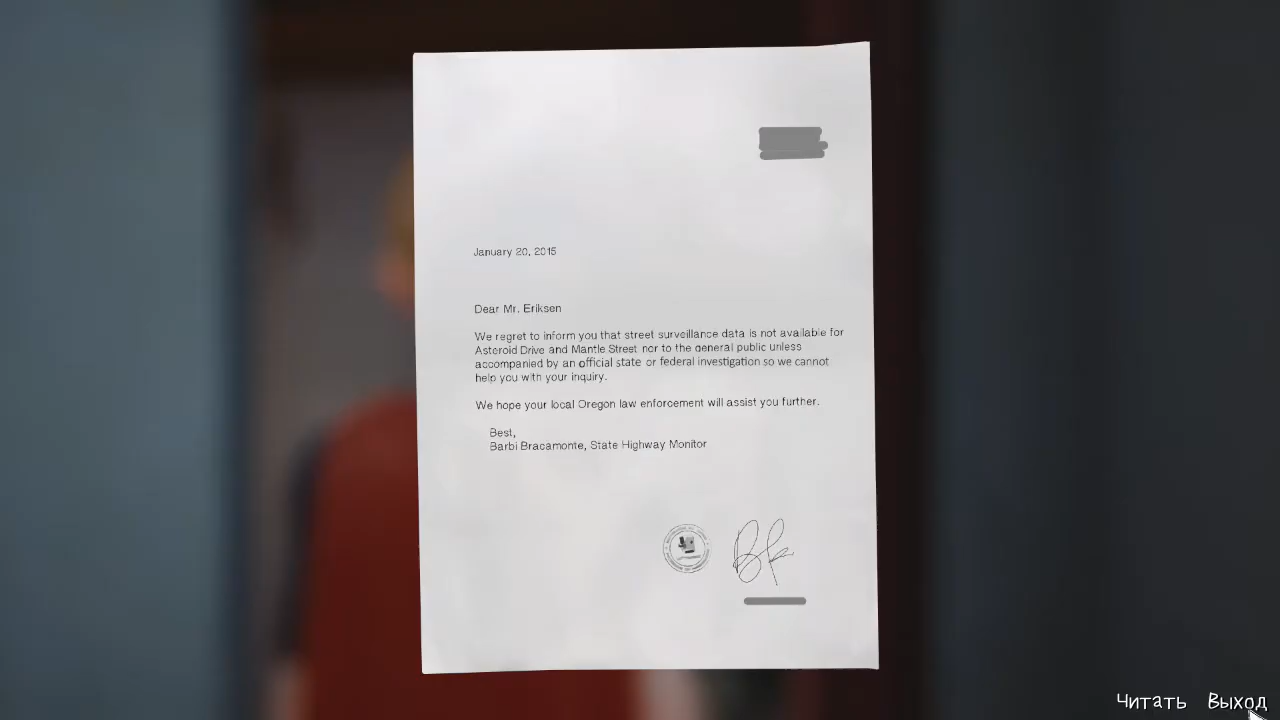 January 20, 2015
Dear Mr. Eriksen
We regret to inform you that street surveillance data is not available for
Asteroid Drive and Mantle Street nor to the general public unless
accompanied by an official state or federal investigation so we cannot
help you with your inquiry.
We hope your local Oregon law enforcement will assist you further.
Best,
Barbi Bracamonte, State Highway Monitor
Читать Выход